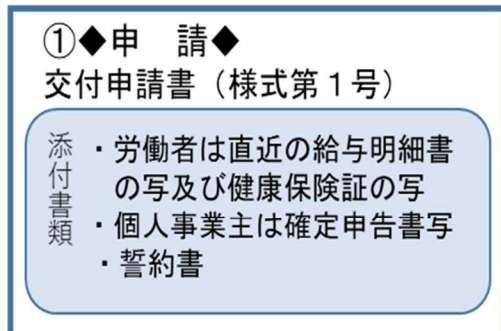 ①◆申　請◆
交付申請書（様式第１号）
添付書類
・労働者は直近の給与明細書
の写及び健康保険証の写
・個人事業主は確定申告書写
・誓約書